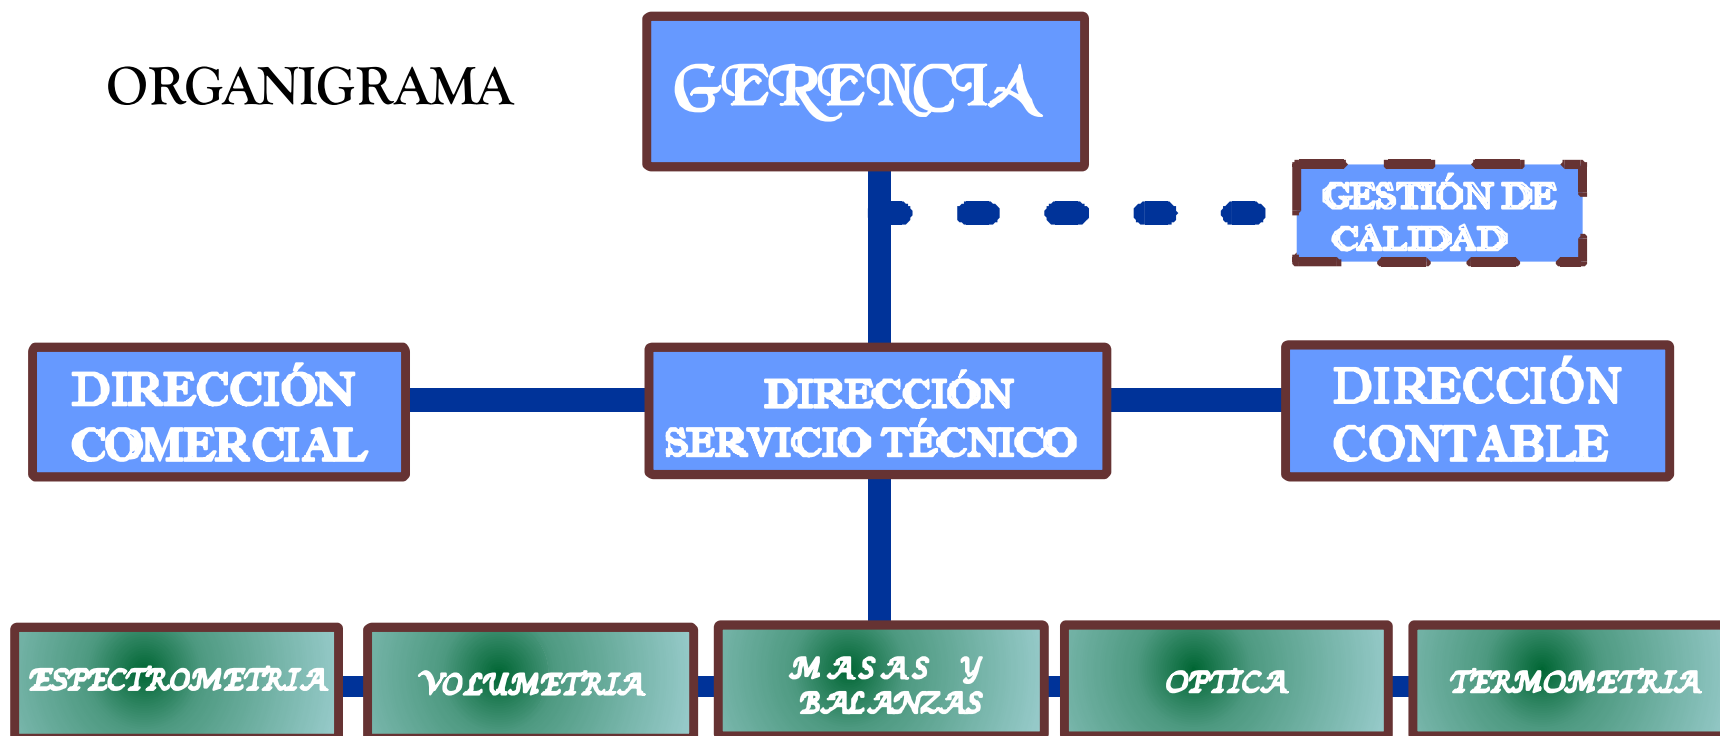 ORGANIGRAMA
GERENCIA
GESTIÓN DE
CALIDAD
DIRECCIÓN
COMERCIAL
DIRECCIÓN
SERVICIO TÉCNICO
DIRECCIÓN
CONTABLE
ESPECTROMETRIA
VOLUMETRIA
MASAS Y
BALANZAS
OPTICA
TERMOMETRIA